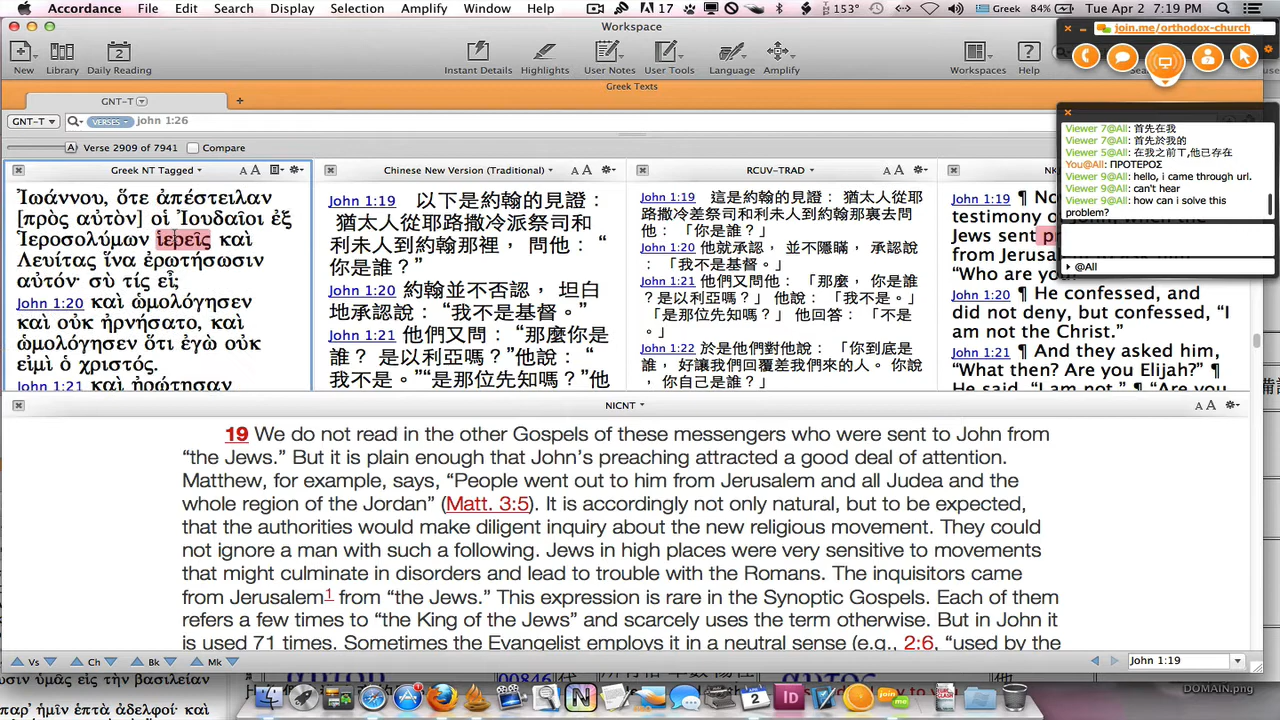 Accordance File Edit Search Display Selection Amplify Window Help
17
153°
Greek
84%
Tue Apr 2 7:19 PM
Workspace
join.me/orthodox-church
New Library Daily Reading
Instant Details Highlights User Notes User Tools Language Amplify
Workspaces Help
Greek Texts
GNT-T
GNT-T
VERSES john 1:26
Verse 2909 of 7941 Compare
Viewer 7@All: 首先在我
Viewer 7@All: 首先於我的
Viewer 5@All: 在我之前丅,他已存在
You@All: ΠΡΟΤΕΡΟΣ
Viewer 9@All: hello, i came through url.
Viewer 9@All: can't hear
Viewer 9@All: how can i solve this
problem?
@All
Greek NT Tagged
Ἰωάννου, ὅτε ἀπέστειλαν
[πρὸς αὐτὸν] οἱ Ἰουδαῖοι ἐξ
Ἱεροσολύμων ἱερεῖς καὶ
Λευίτας ἵνα ἐρωτήσωσιν
αὐτόν· σὺ τίς εἶ;
John 1:20 καὶ ὡμολόγησεν
καὶ οὐκ ἠρνήσατο, καὶ
ὡμολόγησεν ὅτι ἐγὼ οὐκ
εἰμὶ ὁ χριστός.
John 1:21 καὶ ἠρώτησαν
Chinese New Version (Traditional)
John 1:19 以下是約翰的見證：
猶太人從耶路撒冷派祭司和
利未人到約翰那裡，問他：“
你是誰？”
John 1:20 約翰並不否認，坦白
地承認說：“我不是基督。”
John 1:21 他們又問：“那麼你是
誰？是以利亞嗎？”他說：“
我不是。”“是那位先知嗎？”他
RCUV-TRAD
John 1:19 這是約翰的見證：猶太人從耶
路撒冷差祭司和利未人到約翰那裏去問
他：「你是誰？」
John 1:20 他就承認，並不隱瞞，承認說
：「我不是基督。」
John 1:21 他們又問他：「那麼，你是誰
？是以利亞嗎？」他說：「我不是。」
「是那位先知嗎？」他回答：「不是
。」
John 1:22 於是他們對他說：「你到底是
誰，好讓我們回覆差我們來的人。你說
，你自己是誰？」
John 1:19 ¶
testimony
Jews sent
from
“Who are you
John 1:20 ¶ He confessed, and
did not deny, but confessed, “I
am not the Christ.”
John 1:21 ¶ And they asked him,
“What then? Are you Elijah?”
He said, “I am not.” ¶ “Are you
NICNT
19 We do not read in the other Gospels of these messengers who were sent to John from
“the Jews.” But it is plain enough that John’s preaching attracted a good deal of attention.
Matthew, for example, says, “People went out to him from Jerusalem and all Judea and the
whole region of the Jordan” (Matt. 3:5). It is accordingly not only natural, but to be expected,
that the authorities would make diligent inquiry about the new religious movement. They could
not ignore a man with such a following. Jews in high places were very sensitive to movements
that might culminate in disorders and lead to trouble with the Romans. The inquisitors came
from Jerusalem1 from “the Jews.” This expression is rare in the Synoptic Gospels. Each of them
refers a few times to “the King of the Jews” and scarcely uses the term otherwise. But in John it
is used 71 times. Sometimes the Evangelist employs it in a neutral sense (e.g., 2:6, “used by the
Vs Ch Bk Mk
John 1:19
DOMAIN.png